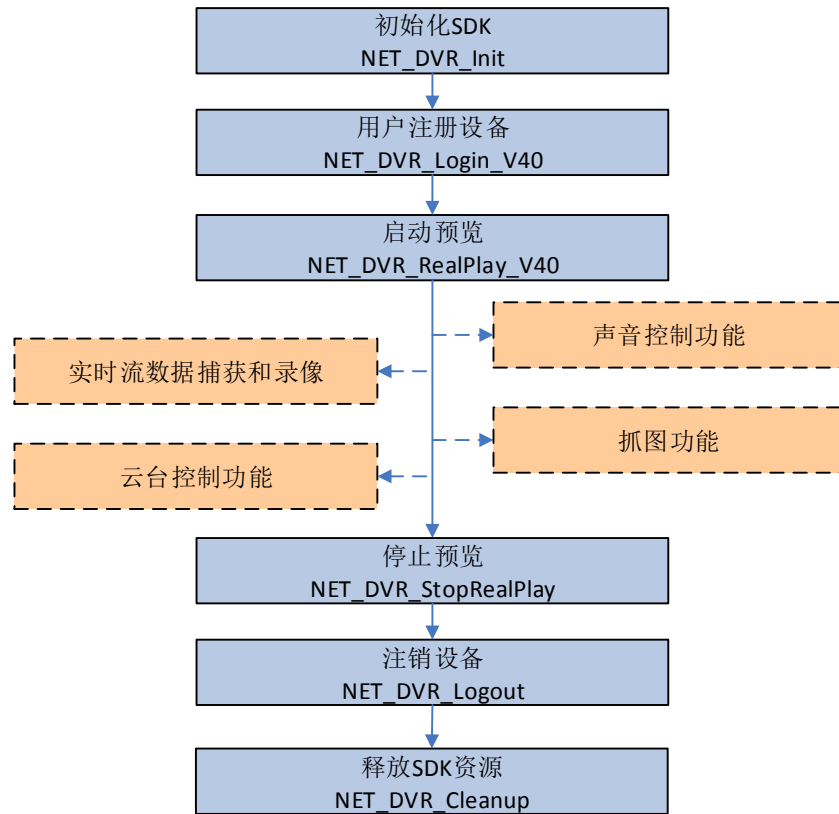 初始化SDK
NET_DVR_Init
用户注册设备
NET_DVR_Login_V40
启动预览
NET_DVR_RealPlay_V40
声音控制功能
实时流数据捕获和录像
抓图功能
云台控制功能
停止预览
NET_DVR_StopRealPlay
注销设备
NET_DVR_Logout
释放SDK资源
NET_DVR_Cleanup